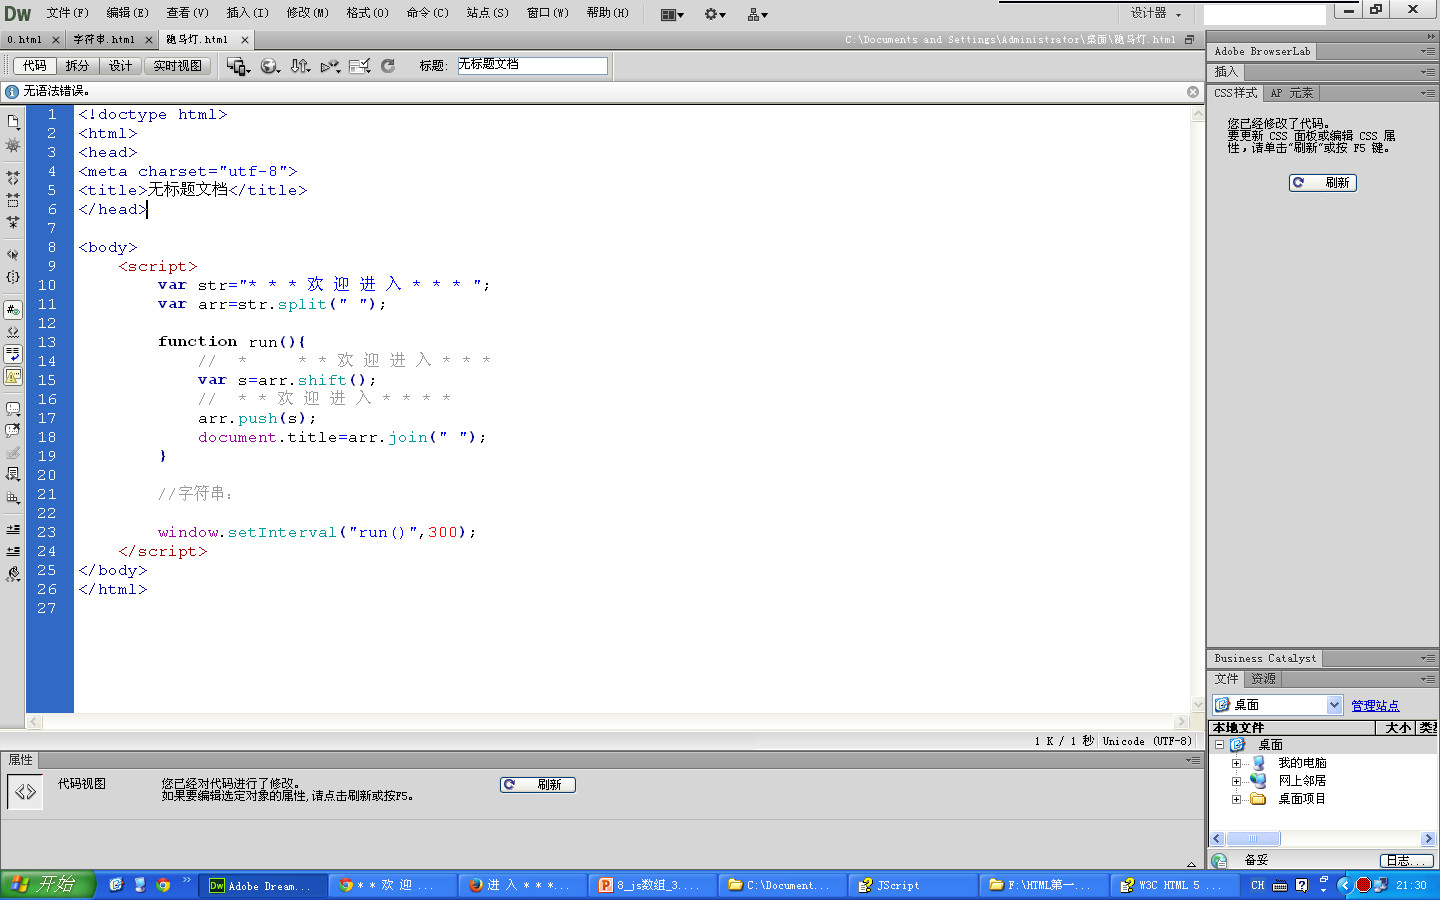 Dw 文件(F) 编辑(E) 查看(V) 插入(I) 修改(M) 格式(O) 命令(C) 站点(S) 窗口(W) 帮助(H) 设计器
0.html 字符串.html 跑马灯.html C:\Documents and Settings\Administrator\桌面\跑马灯.html
代码 拆分 设计 实时视图 标题: 无标题文档
无语法错误。
1 <!doctype html>
2 <html>
3 <head>
4 <meta charset="utf-8">
5 <title>无标题文档</title>
6 </head>
7
8 <body>
9 <script>
10 var str="* * * 欢 迎 进 入 * * * ";
11 var arr=str.split(" ");
12
13 function run(){
14 // * * * 欢 迎 进 入 * * *
15 var s=arr.shift();
16 // * * 欢 迎 进 入 * * * *
17 arr.push(s);
18 document.title=arr.join(" ");
19 }
20
21 //字符串:
22
23 window.setInterval("run()",300);
24 </script>
25 </body>
26 </html>
27
1 K / 1 秒 Unicode (UTF-8)
属性
代码视图
您已经对代码进行了修改。
如果要编辑选定对象的属性,请点击刷新或按F5。
刷新
Adobe BrowserLab
插入
CSS样式 AP 元素
您已经修改了代码。
要更新 CSS 面板或编辑 CSS 属
性,请单击"刷新"或按 F5 键。
刷新
Business Catalyst
文件 资源
桌面 管理站点
本地文件 大小
桌面
我的电脑
网上邻居
桌面项目
备妥 日志...
开始 Adobe Dream... * * 欢 迎 ... 进 入 * * *... 8_js数组_3.... C:\Document... JScript F:\HTML第一... W3C HTML 5 ... CH 21:30